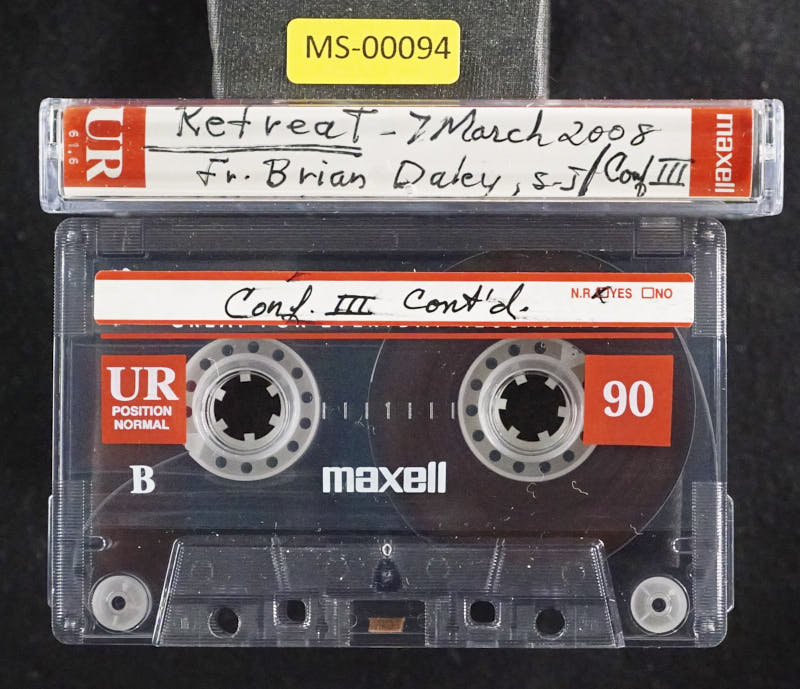 MS-00094
UR
61.6
Retreat - 7 March 2008
Fr. Brian Daley, s-j/Conf III
maxell
Conf. III Cont'd.
N.R. YES NO
UR
POSITION
NORMAL
90
B
maxell
0